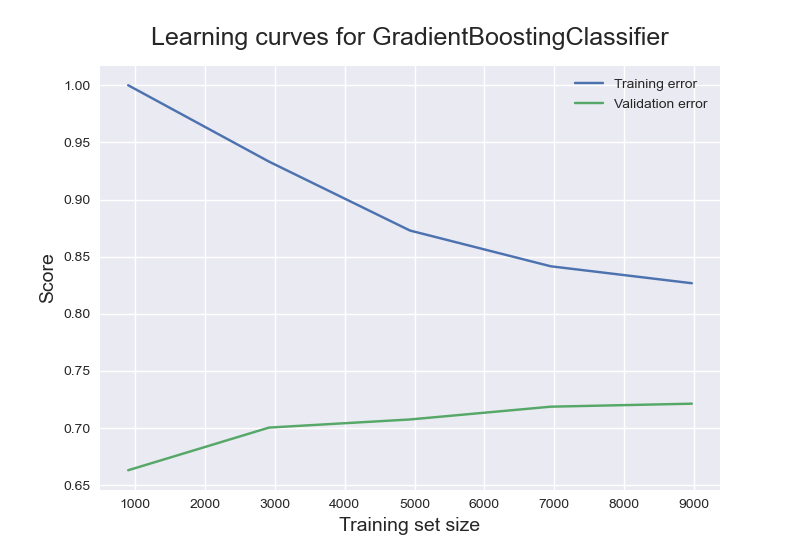 Learning curves for GradientBoostingClassifier
Training error
Validation error
1.00
0.95
0.90
0.85
0.80
0.75
0.70
0.65
Score
1000 2000 3000 4000 5000 6000 7000 8000 9000
Training set size